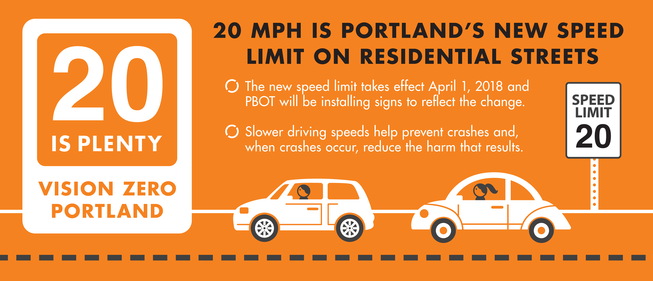 20
IS PLENTY
VISION ZERO
PORTLAND
20 MPH IS PORTLAND'S NEW SPEED
LIMIT ON RESIDENTIAL STREETS
The new speed limit takes effect April 1, 2018 and
PBOT will be installing signs to reflect the change.
Slower driving speeds help prevent crashes and,
when crashes occur, reduce the harm that results.
SPEED
LIMIT
20